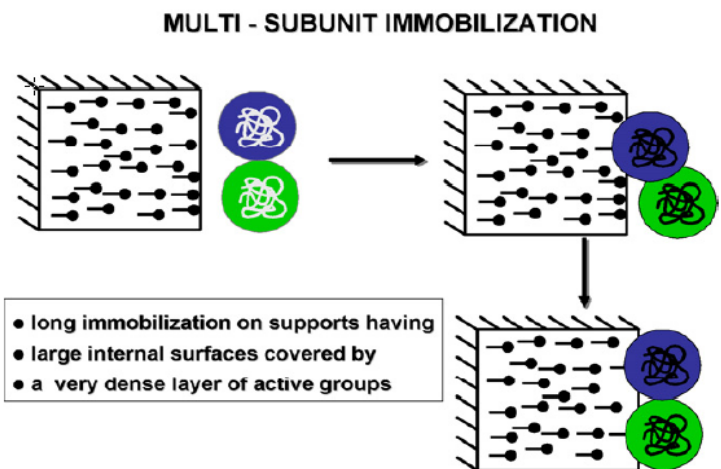 MULTI - SUBUNIT IMMOBILIZATION
● long immobilization on supports having
● large internal surfaces covered by
● a very dense layer of active groups